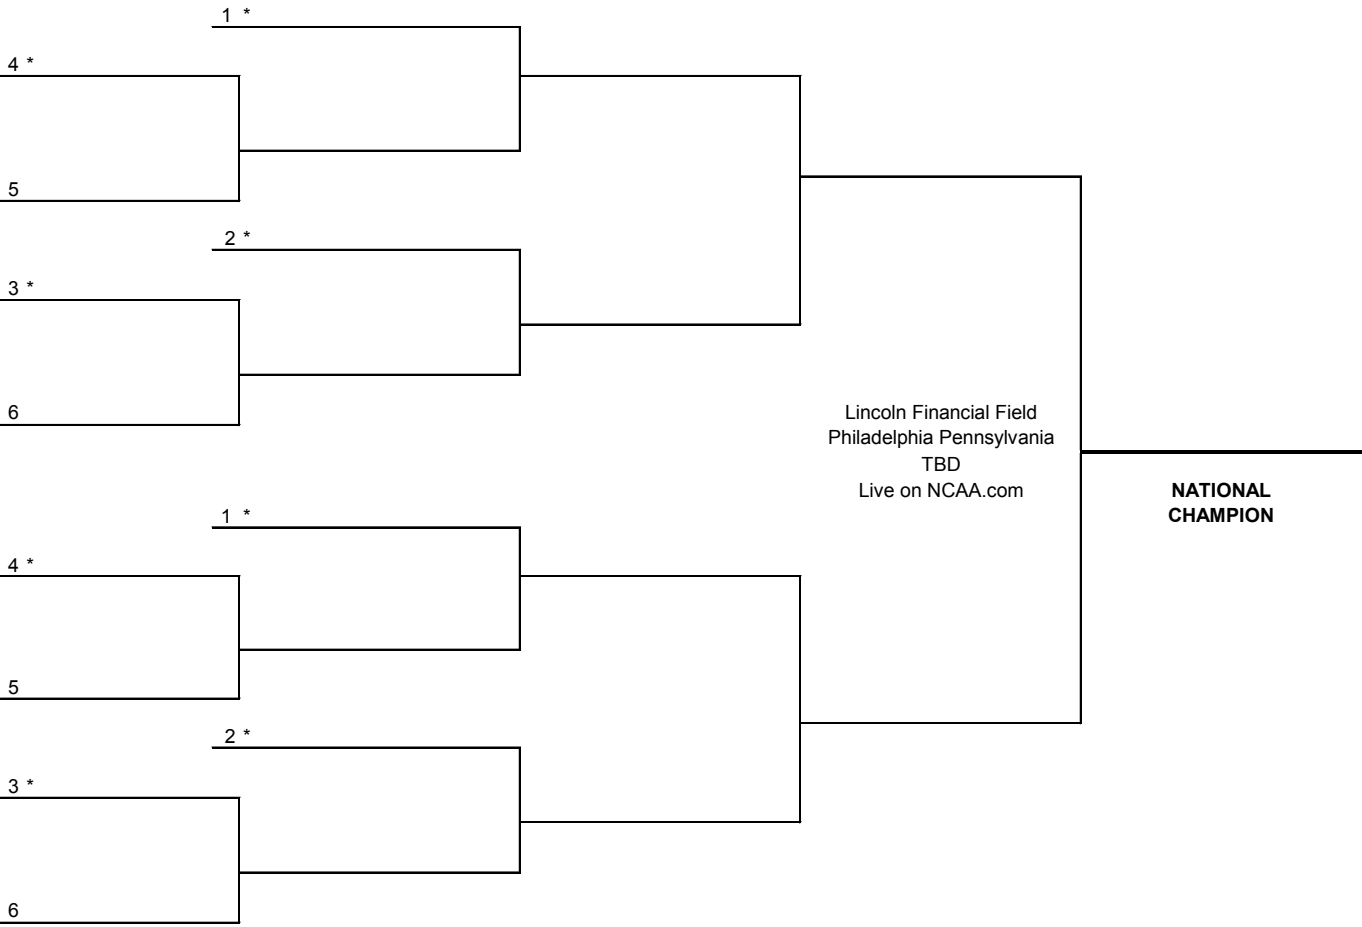 1 *
4 *
5
2 *
3 *
6
Lincoln Financial Field
Philadelphia Pennsylvania
TBD
Live on NCAA.com
NATIONAL
CHAMPION
1 *
4 *
5
2 *
3 *
6